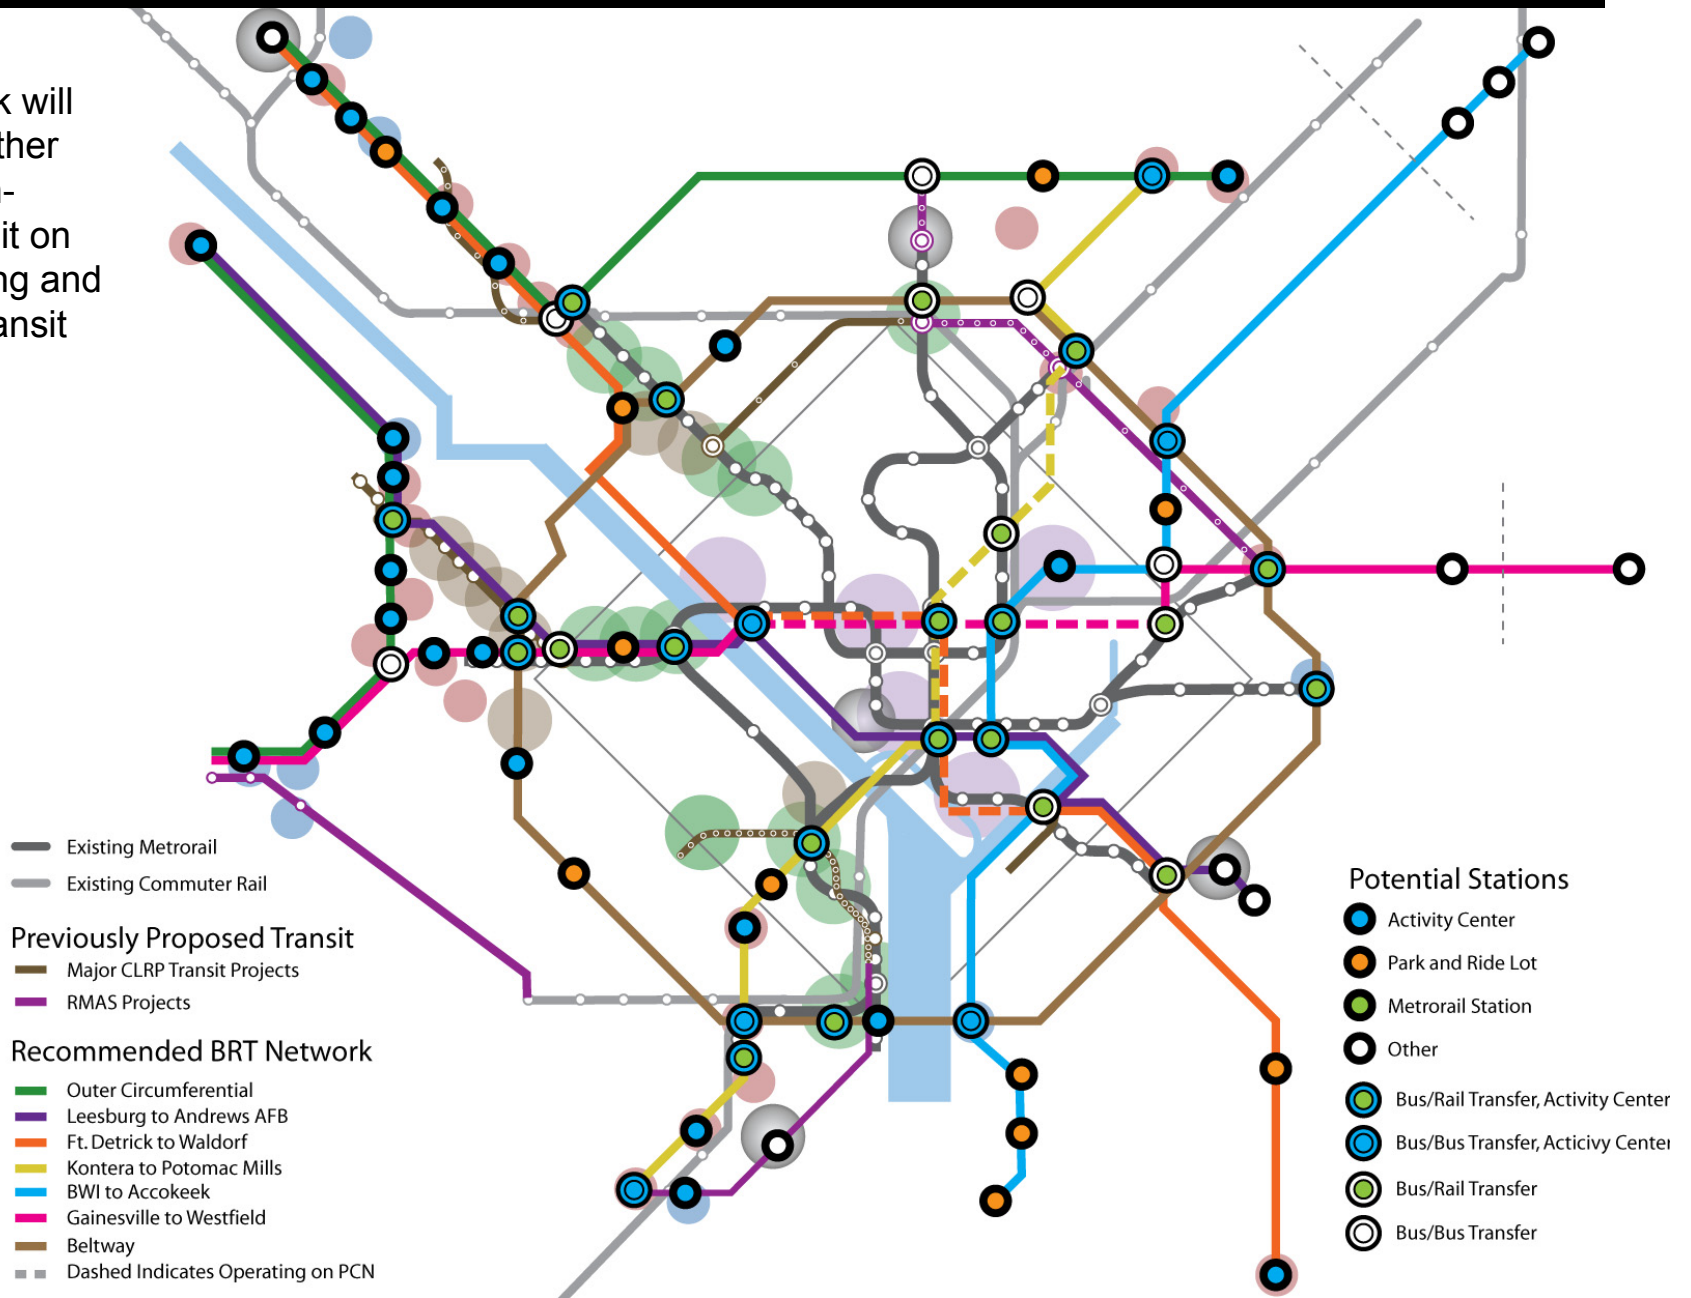 k will
ther
-
it on
ng and
ansit
Existing Metrorail
Existing Commuter Rail
Previously Proposed Transit
Major CLRP Transit Projects
RMAS Projects
Recommended BRT Network
Outer Circumferential
Leesburg to Andrews AFB
Ft. Detrick to Waldorf
Kontera to Potomac Mills
BWI to Accokeek
Gainesville to Westfield
Beltway
Dashed Indicates Operating on PCN
Potential Stations
Activity Center
Park and Ride Lot
Metrorail Station
Other
Bus/Rail Transfer, Activity Center
Bus/Bus Transfer, Acticivy Center
Bus/Rail Transfer
Bus/Bus Transfer